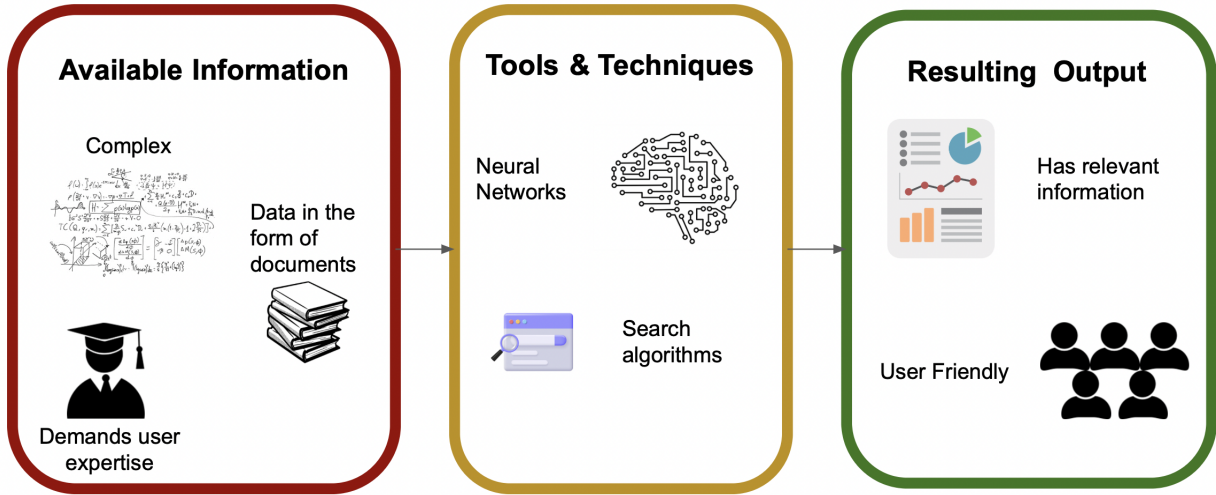 Available Information
Complex
Data in the
form of
documents
Demands user
expertise
Tools & Techniques
Neural
Networks
Search
algorithms
Resulting Output
Has relevant
information
User Friendly